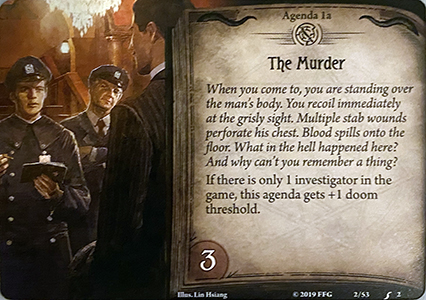 Agenda 1a
The Murder
When you come to, you are standing over
the man's body. You recoil immediately
at the grisly sight. Multiple stab wounds
perforate his chest. Blood spills onto the
floor. What in the hell happened here?
And why can't you remember a thing?
If there is only 1 investigator in the
game, this agenda gets +1 doom
threshold.
3
Illus. Lin Hsiang
© 2019 FFG
2/53
2